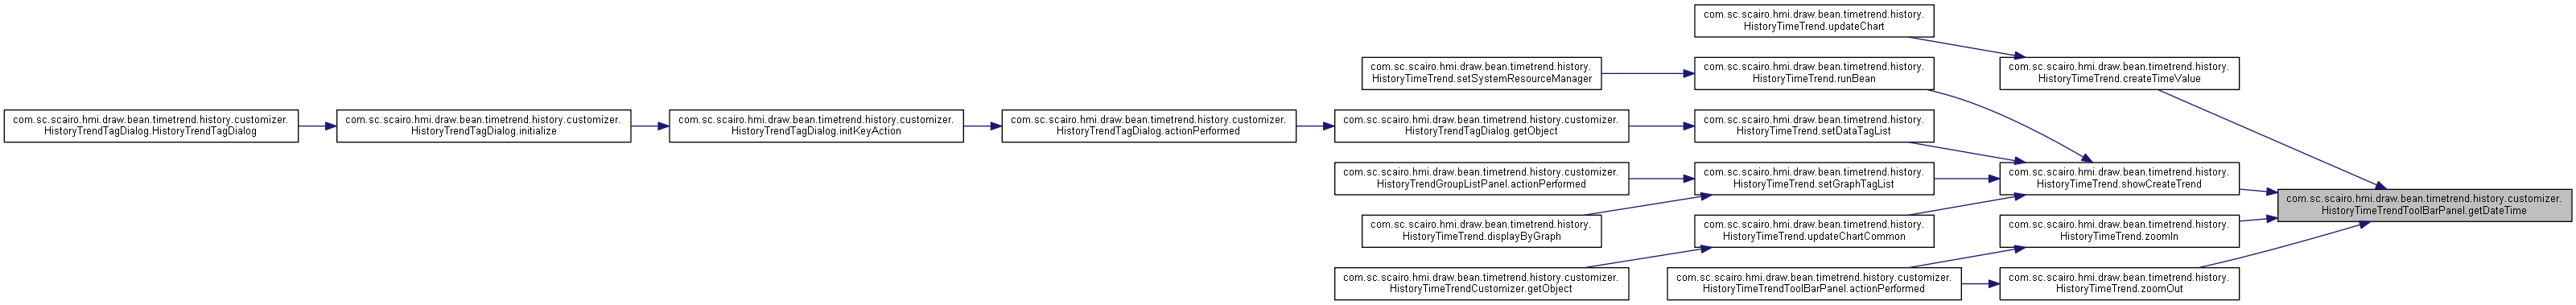 com.sc.scairo.hmi.draw.bean.timetrend.history.
HistoryTimeTrend.updateChart
com.sc.scairo.hmi.draw.bean.timetrend.history.
HistoryTimeTrend.setSystemResourceManager
com.sc.scairo.hmi.draw.bean.timetrend.history.
HistoryTimeTrend.runBean
com.sc.scairo.hmi.draw.bean.timetrend.history.
HistoryTimeTrend.createTimeValue
com.sc.scairo.hmi.draw.bean.timetrend.history.customizer.
HistoryTrendTagDialog.HistoryTrendTagDialog
com.sc.scairo.hmi.draw.bean.timetrend.history.customizer.
HistoryTrendTagDialog.initialize
com.sc.scairo.hmi.draw.bean.timetrend.history.customizer.
HistoryTrendTagDialog.initKeyAction
com.sc.scairo.hmi.draw.bean.timetrend.history.customizer.
HistoryTrendTagDialog.actionPerformed
com.sc.scairo.hmi.draw.bean.timetrend.history.customizer.
HistoryTrendTagDialog.getObject
com.sc.scairo.hmi.draw.bean.timetrend.history.
HistoryTimeTrend.setDataTagList
com.sc.scairo.hmi.draw.bean.timetrend.history.customizer.
HistoryTrendGroupListPanel.actionPerformed
com.sc.scairo.hmi.draw.bean.timetrend.history.
HistoryTimeTrend.setGraphTagList
com.sc.scairo.hmi.draw.bean.timetrend.history.
HistoryTimeTrend.showCreateTrend
com.sc.scairo.hmi.draw.bean.timetrend.history.customizer.
HistoryTimeTrendToolBarPanel.getDateTime
com.sc.scairo.hmi.draw.bean.timetrend.history.
HistoryTimeTrend.displayByGraph
com.sc.scairo.hmi.draw.bean.timetrend.history.
HistoryTimeTrend.updateChartCommon
com.sc.scairo.hmi.draw.bean.timetrend.history.
HistoryTimeTrend.zoomIn
com.sc.scairo.hmi.draw.bean.timetrend.history.customizer.
HistoryTimeTrendCustomizer.getObject
com.sc.scairo.hmi.draw.bean.timetrend.history.customizer.
HistoryTimeTrendToolBarPanel.actionPerformed
com.sc.scairo.hmi.draw.bean.timetrend.history.
HistoryTimeTrend.zoomOut